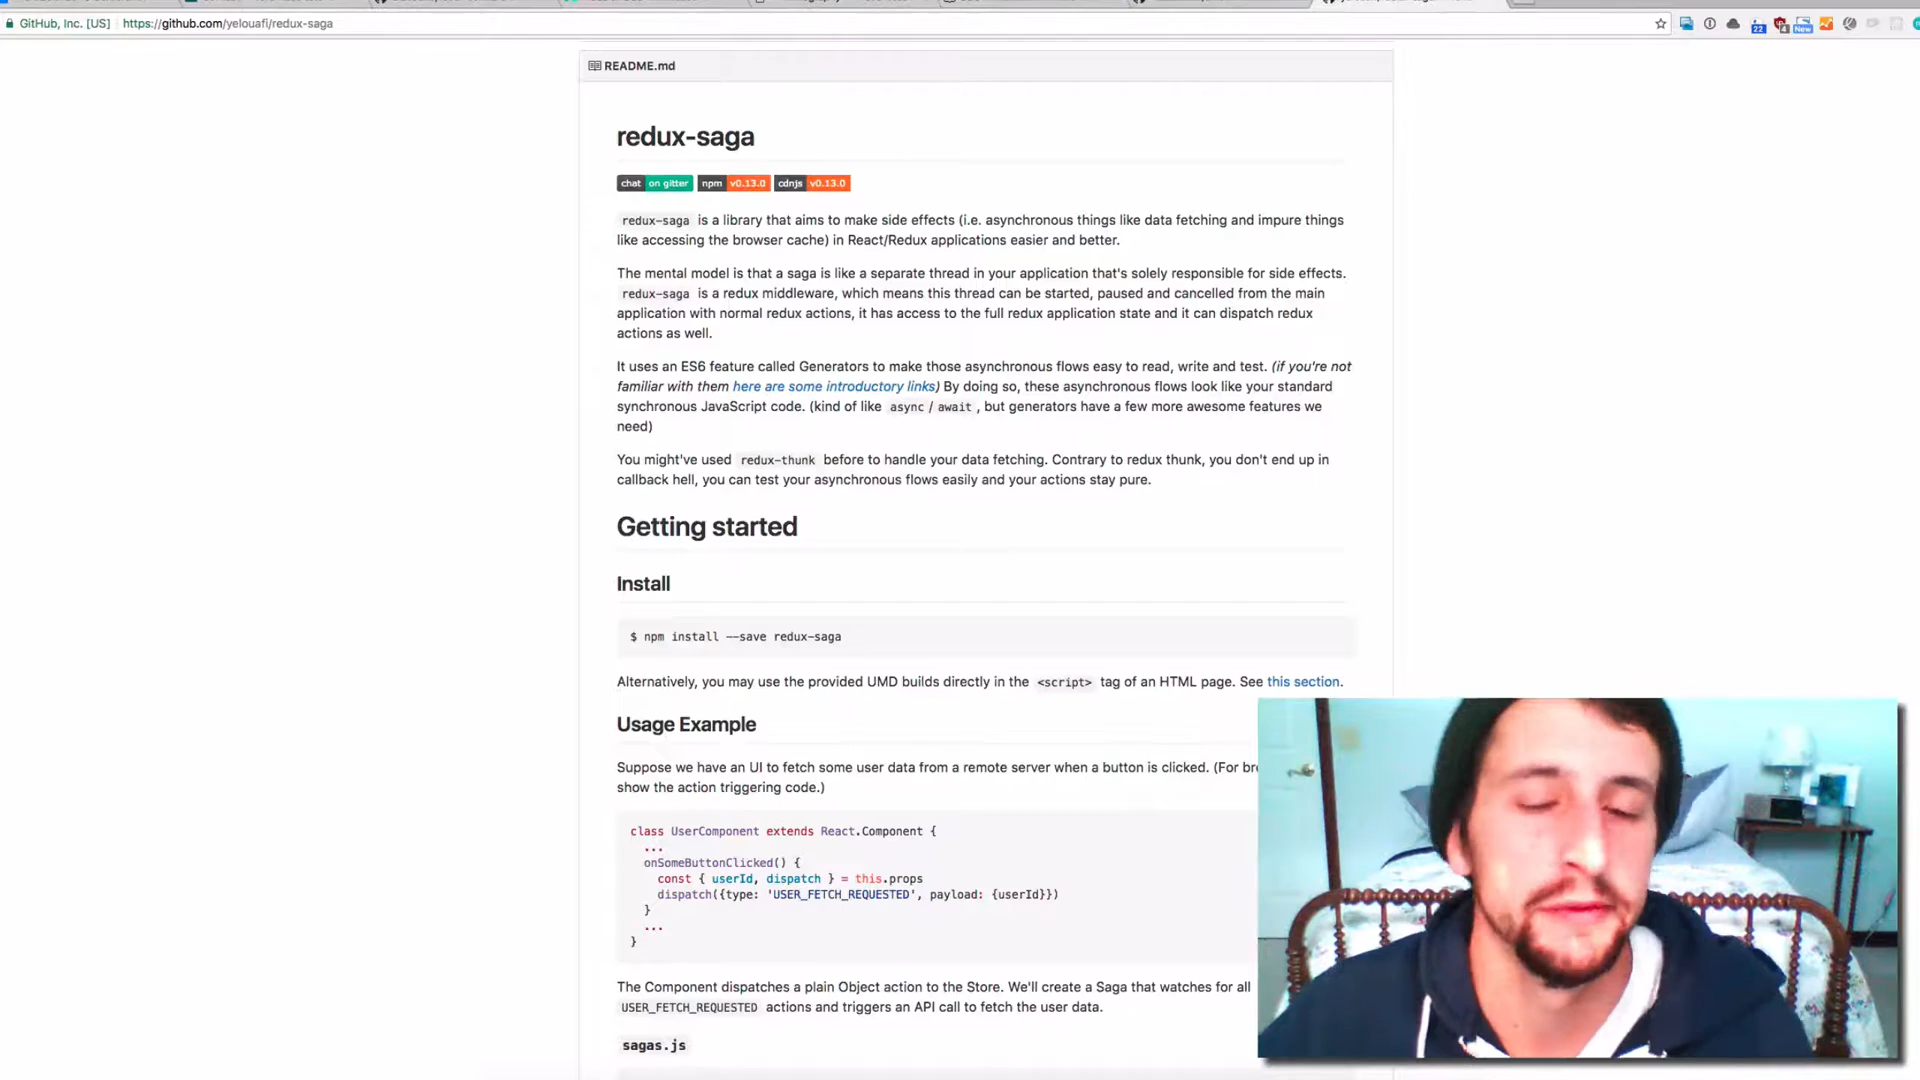 GitHub, Inc. [US] https://github.com/yelouafi/redux-saga
22 4 New
README.md
redux-saga
chat on gitter npm v0.13.0 cdnjs v0.13.0
redux-saga is a library that aims to make side effects (i.e. asynchronous things like data fetching and impure things
like accessing the browser cache) in React/Redux applications easier and better.
The mental model is that a saga is like a separate thread in your application that's solely responsible for side effects.
redux-saga is a redux middleware, which means this thread can be started, paused and cancelled from the main
application with normal redux actions, it has access to the full redux application state and it can dispatch redux
actions as well.
It uses an ES6 feature called Generators to make those asynchronous flows easy to read, write and test. (if you're not
familiar with them here are some introductory links) By doing so, these asynchronous flows look like your standard
synchronous JavaScript code. (kind of like async / await , but generators have a few more awesome features we
need)
You might've used redux-thunk before to handle your data fetching. Contrary to redux thunk, you don't end up in
callback hell, you can test your asynchronous flows easily and your actions stay pure.
Getting started
Install
$ npm install --save redux-saga
Alternatively, you may use the provided UMD builds directly in the <script> tag of an HTML page. See this section.
Usage Example
Suppose we have an UI to fetch some user data from a remote server when a button is clicked. (For bre
show the action triggering code.)
class UserComponent extends React.Component {
...
onSomeButtonClicked() {
const { userId, dispatch } = this.props
dispatch({type: 'USER_FETCH_REQUESTED', payload: {userId}})
}
...
}
The Component dispatches a plain Object action to the Store. We'll create a Saga that watches for all
USER_FETCH_REQUESTED actions and triggers an API call to fetch the user data.
sagas.js